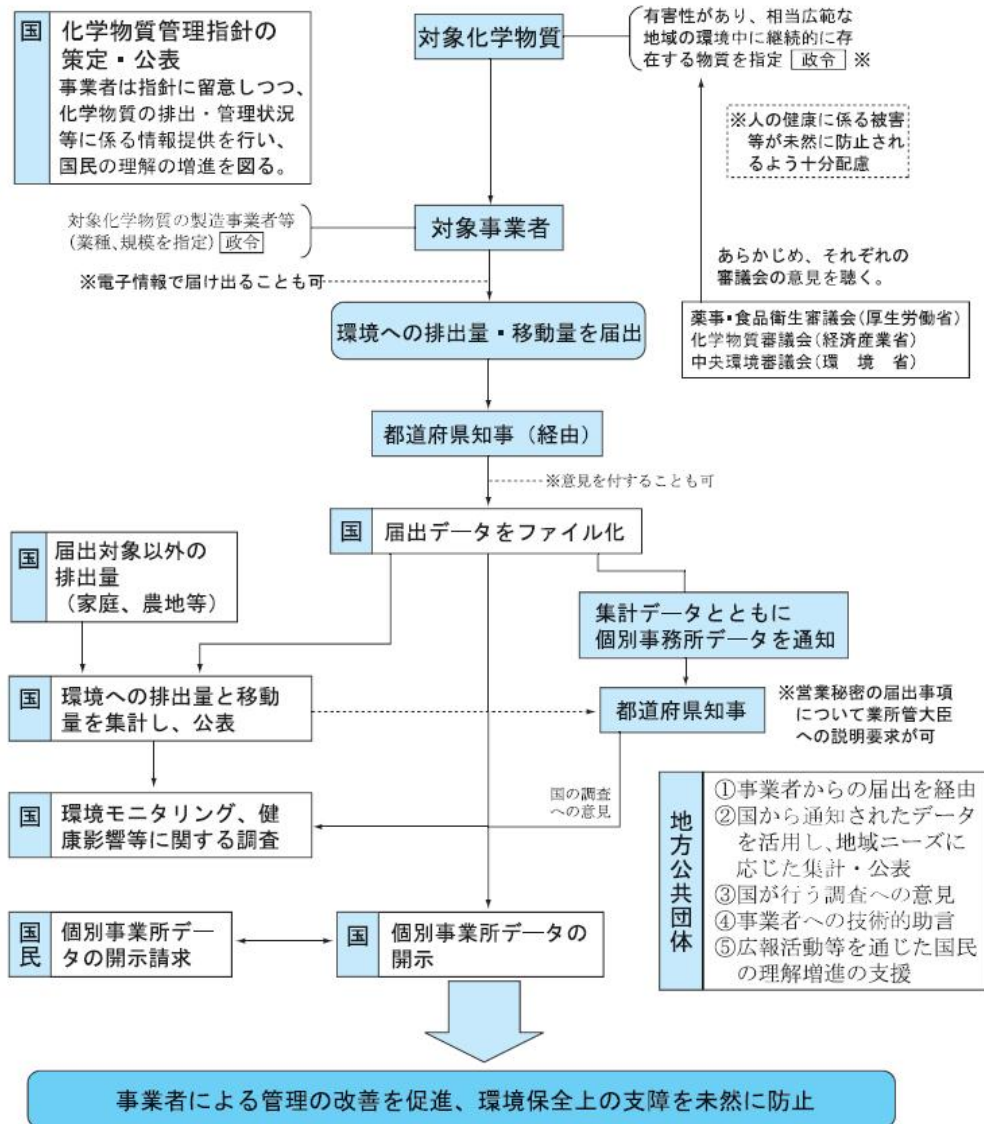 国
化学物質管理指針の
策定・公表
事業者は指針に留意しつつ、
化学物質の排出・管理状況
等に係る情報提供を行い、
国民の理解の増進を図る。
対象化学物質
有害性があり、相当広範な
地域の環境中に継続的に存
在する物質を指定 政令 ※
※人の健康に係る被害
等が未然に防止され
るよう十分配慮
対象化学物質の製造事業者等
(業種、規模を指定) 政令
対象事業者
※電子情報で届け出ることも可
あらかじめ、それぞれの
審議会の意見を聴く。
薬事・食品衛生審議会(厚生労働省)
化学物質審議会(経済産業省)
中央環境審議会(環 境 省)
環境への排出量・移動量を届出
都道府県知事(経由)
※意見を付することも可
国 届出データをファイル化
国
届出対象以外の
排出量
(家庭、農地等)
集計データとともに
個別事務所データを通知
国
環境への排出量と移動
量を集計し、公表
都道府県知事
※営業秘密の届出事項
について業所管大臣
への説明要求が可
国の調査
への意見
国
環境モニタリング、健
康影響等に関する調査
地方公共団体
①事業者からの届出を経由
②国から通知されたデータ
を活用し、地域ニーズに
応じた集計・公表
③国が行う調査への意見
④事業者への技術的助言
⑤広報活動等を通じた国民
の理解増進の支援
国民
個別事業所デー
タの開示請求
国
個別事業所データの
開示
事業者による管理の改善を促進、環境保全上の支障を未然に防止